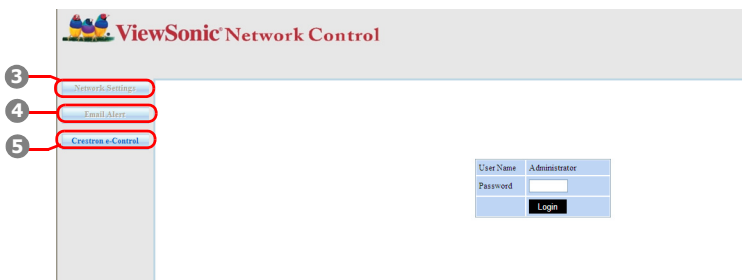 ViewSonic® Network Control
3
Network Settings
4
Email Alert
5
Crestron e-Control
User Name Administrator
Password
Login